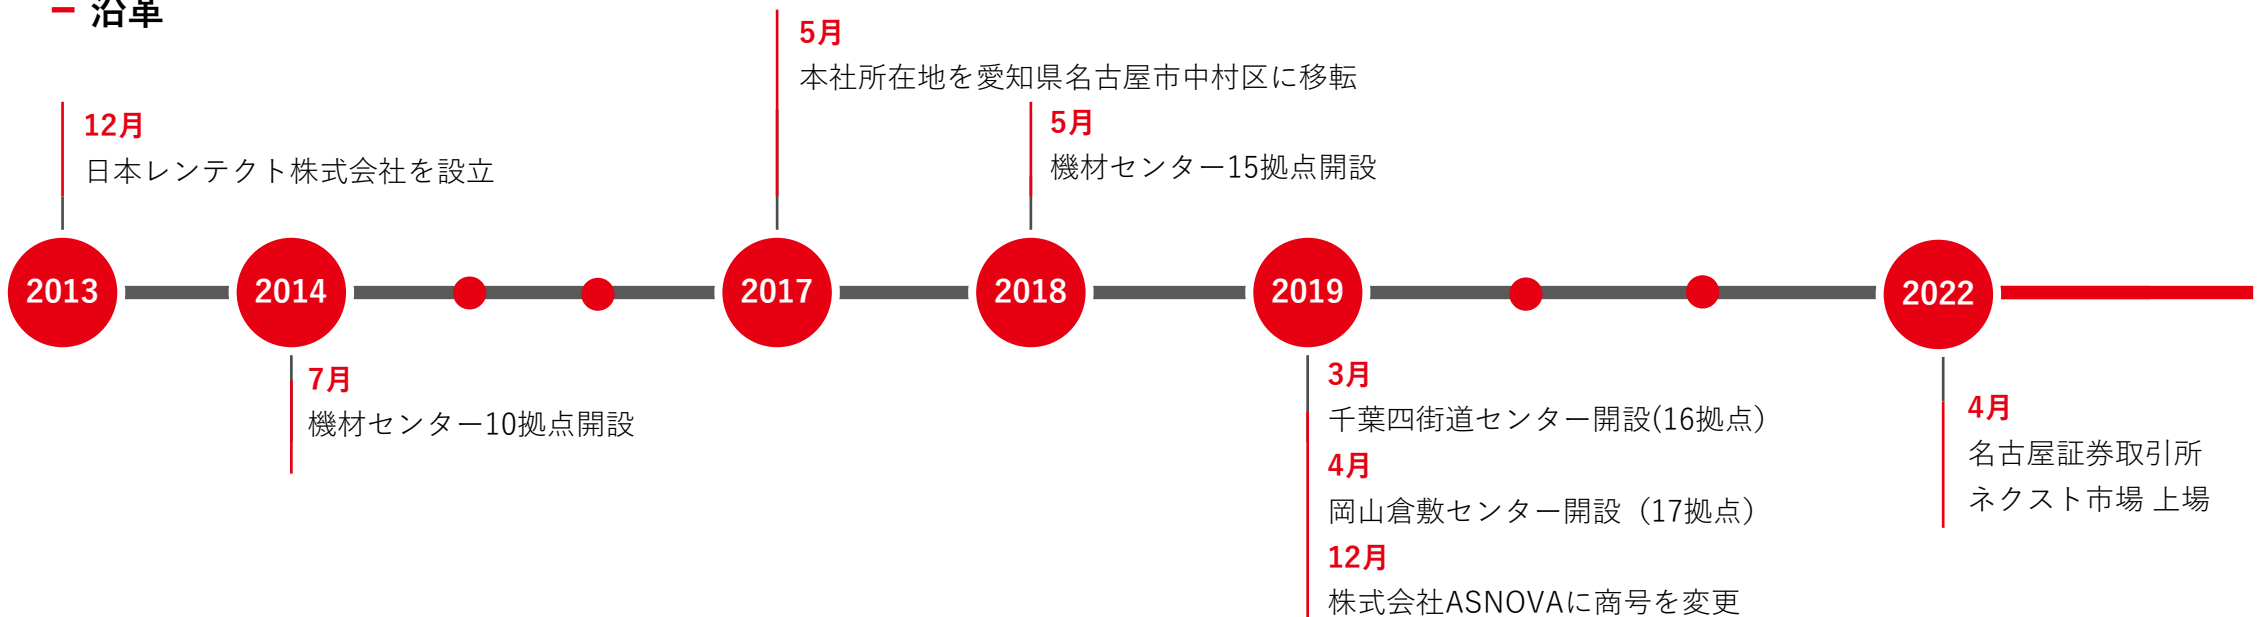 沿革
2013
12月
日本レンテクト株式会社を設立
2014
7月
機材センター10拠点開設
2017
5月
本社所在地を愛知県名古屋市中村区に移転
2018
5月
機材センター15拠点開設
2019
3月
千葉四街道センター開設(16拠点）
4月
岡山倉敷センター開設（17拠点）
12月
株式会社ASNOVAに商号を変更
2022
4月
名古屋証券取引所
ネクスト市場 上場